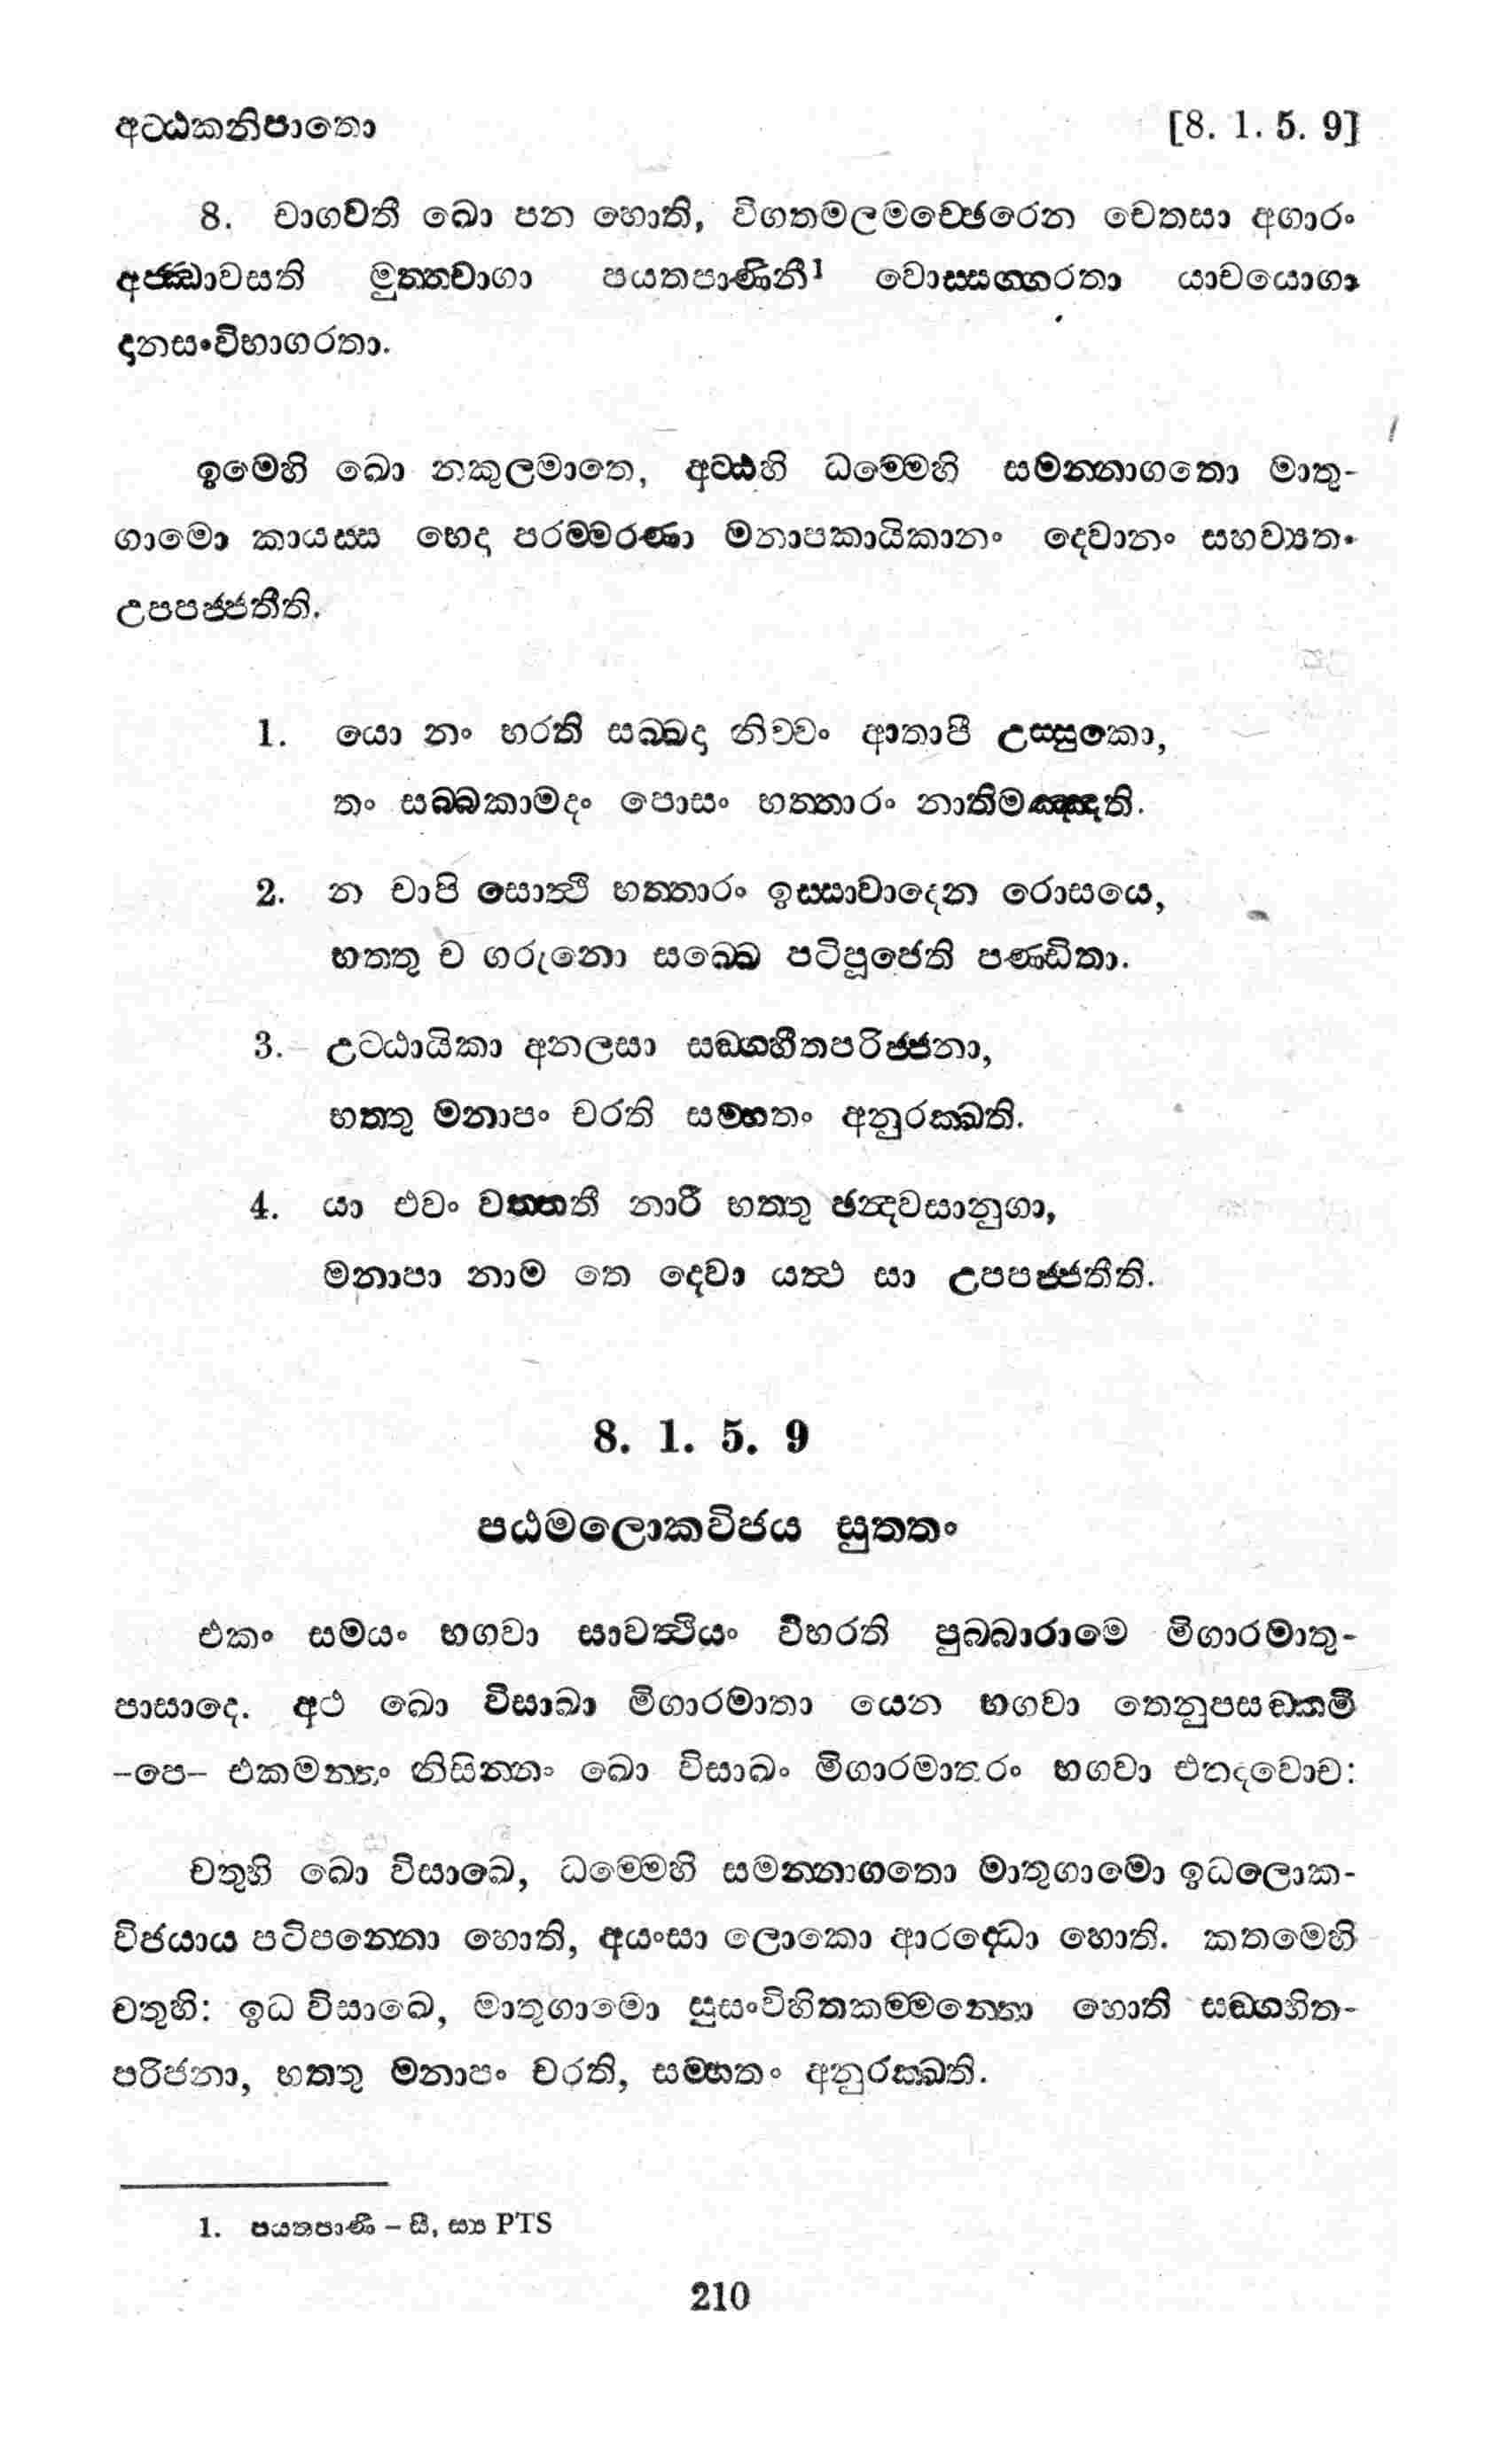 අට්ඨකනිපාතො [8. 1. 5. 9]
8. චාගවතී ඛො පන හොති, විගතමලමච්ඡෙරෙන චෙතසා අගාරං
අජ්ඣාවසති මුත්තචාගා පයතපාණිනී¹ වොස්සග්ගරතා යාචයොගා
දානසංවිභාගරතා.
ඉමෙහි ඛො නකුලමාතෙ, අට්ඨහි ධම්මෙහි සමන්නාගතො මාතු-
ගාමො කායස්ස භෙදා පරම්මරණා මනාපකායිකානං දෙවානං සහව්‍යතං
උපපජ්ජතීති.
1. යො නං භරති සබ්බදා නිච්චං ආතාපී උස්සුකො,
තං සබ්බකාමදං පොසං භත්තාරං නාතිමඤ්ඤති.
2. න චාපි සොත්ථි භත්තාරං ඉස්සාවාදෙන රොසයෙ,
භත්තු ච ගරුනො සබ්බෙ පටිපූජෙති පණ්ඩිතා.
3. උට්ඨායිකා අනලසා සඞ්ගහීතපරිජ්ජනා,
භත්තු මනාපං චරති සම්භතං අනුරක්ඛති.
4. යා එවං වත්තතී නාරී භත්තු ඡන්දවසානුගා,
මනාපා නාම තෙ දෙවා යත්ථ සා උපපජ්ජතීති.
8. 1. 5. 9
පඨමලොකවිජය සුත්තං
එකං සමයං භගවා සාවත්ථියං විහරති පුබ්බාරාමෙ මිගාරමාතු-
පාසාදෙ. අථ ඛො විසාඛා මිගාරමාතා යෙන භගවා තෙනුපසඞ්කමි
-පෙ- එකමන්තං නිසින්නං ඛො විසාඛං මිගාරමාතරං භගවා එතදවොච:
චතුහි ඛො විසාඛෙ, ධම්මෙහි සමන්නාගතො මාතුගාමො ඉධලොක-
විජයාය පටිපන්නො හොති, අයංසා ලොකො ආරද්ධො හොති. කතමෙහි
චතුහි: ඉධ විසාඛෙ, මාතුගාමො සුසංවිහිතකම්මන්තො හොති සඞ්ගහිත-
පරිජනා, භත්තු මනාපං චරති, සම්භතං අනුරක්ඛති.
1. පයතපාණී – සී, ස්‍යා PTS
210